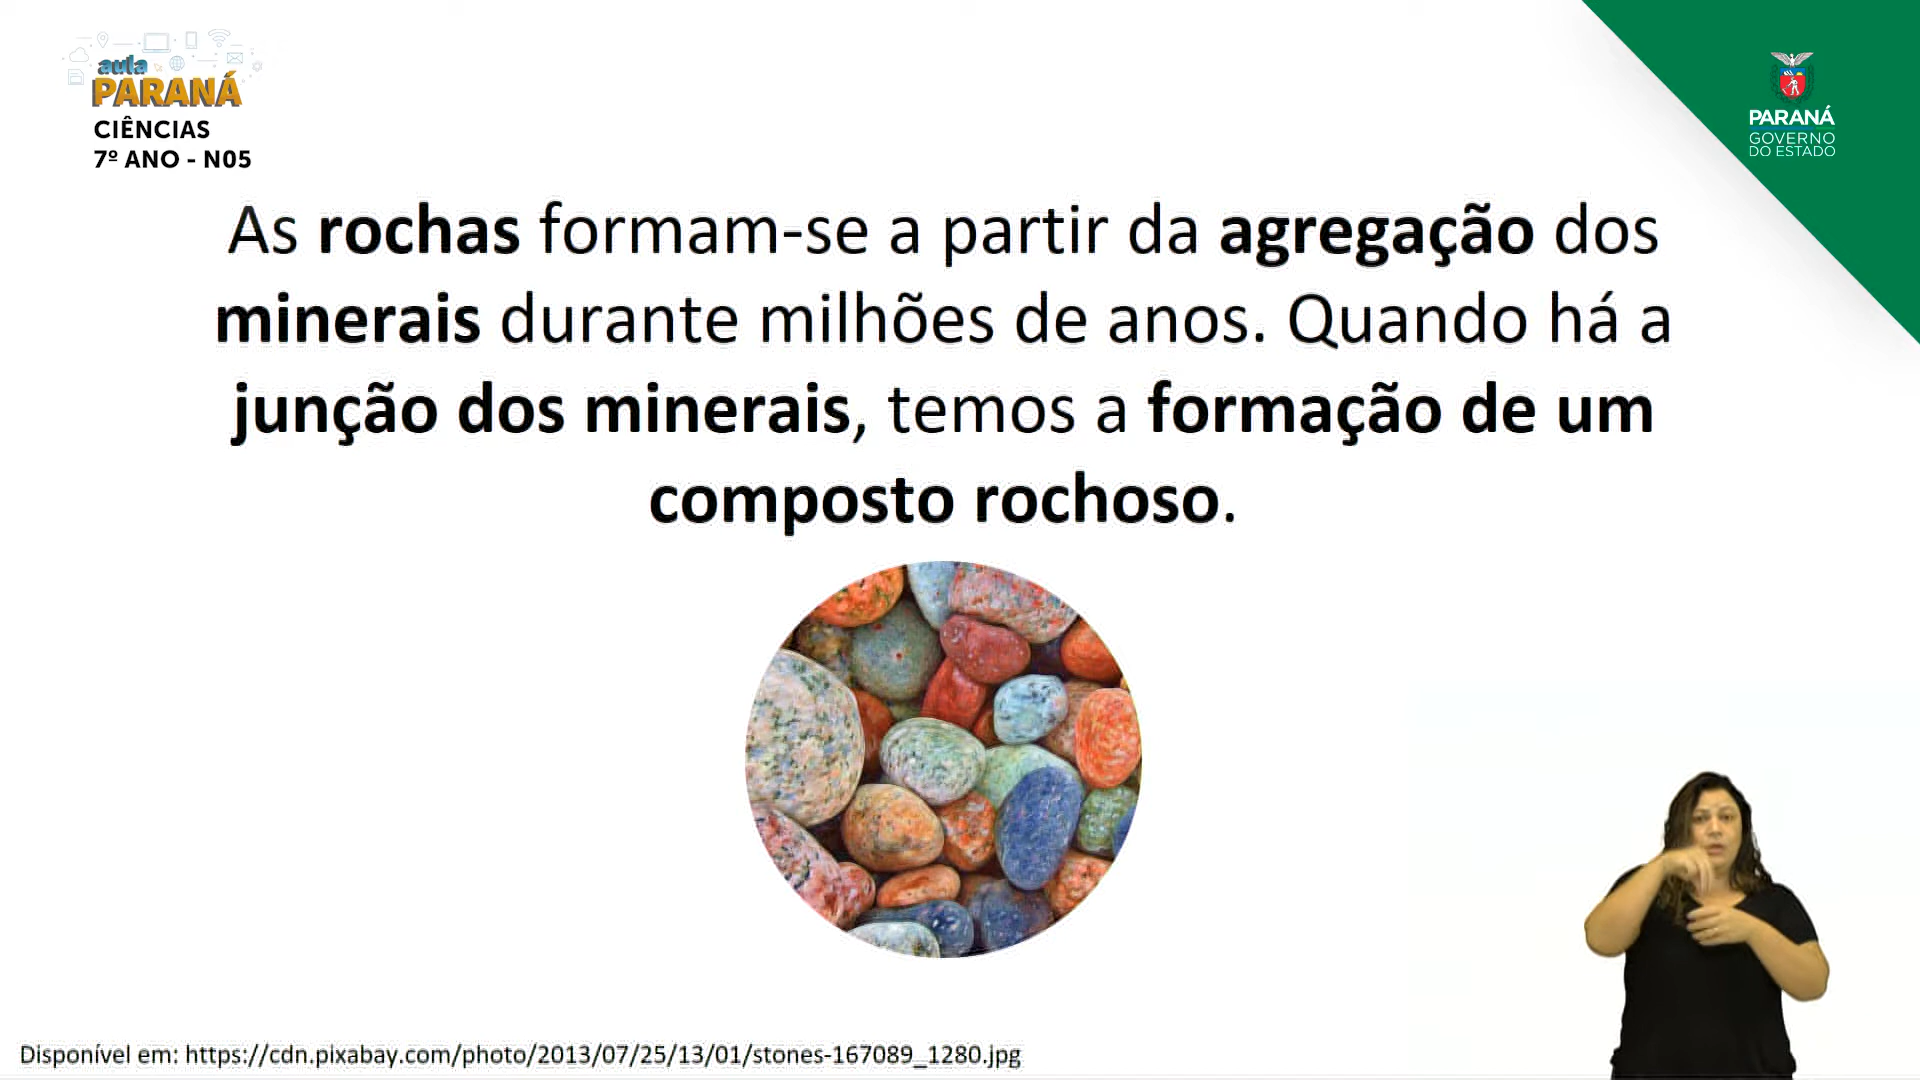 aula
PARANÁ
CIÊNCIAS
7º ANO - N05
PARANÁ
GOVERNO
DO ESTADO
As rochas formam-se a partir da agregação dos
minerais durante milhões de anos. Quando há a
junção dos minerais, temos a formação de um
composto rochoso.
Disponível em: https://cdn.pixabay.com/photo/2013/07/25/13/01/stones-167089_1280.jpg